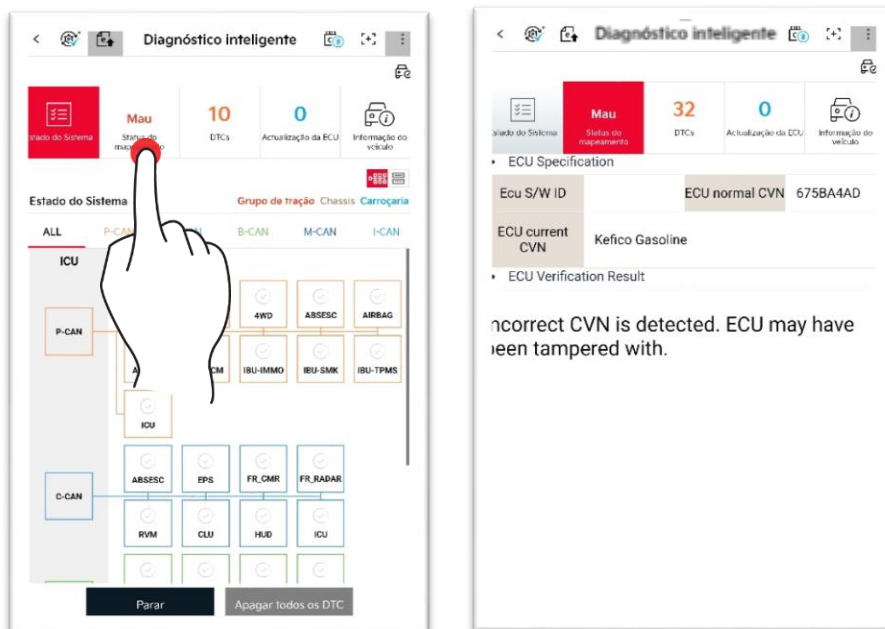 Diagnóstico inteligente
Mau
10
0
Estado do Sistema
Status do
DTCs
Actualização da ECU
Informação do
veículo
Estado do Sistema
Grupo de tração Chassis Carroçaria
ALL
B-CAN
M-CAN
I-CAN
ICU
P-CAN
4WD
ABSESC
AIRBAG
IBU-IMMO
IBU-SMK
IBU-TPMS
ICU
C-CAN
ABSESC
EPS
FR_CMR
FR_RADAR
RVM
CLU
HUD
ICU
Parar
Apagar todos os DTC
Diagnóstico inteligente
Mau
32
0
Estado do Sistema
Status do
mapeamento
DTCs
Actualização da ECU
Informação do
veículo
• ECU Specification
Ecu S/W ID
ECU normal CVN
675BA4AD
ECU current
CVN
Kefico Gasoline
• ECU Verification Result
ncorrect CVN is detected. ECU may have
been tampered with.